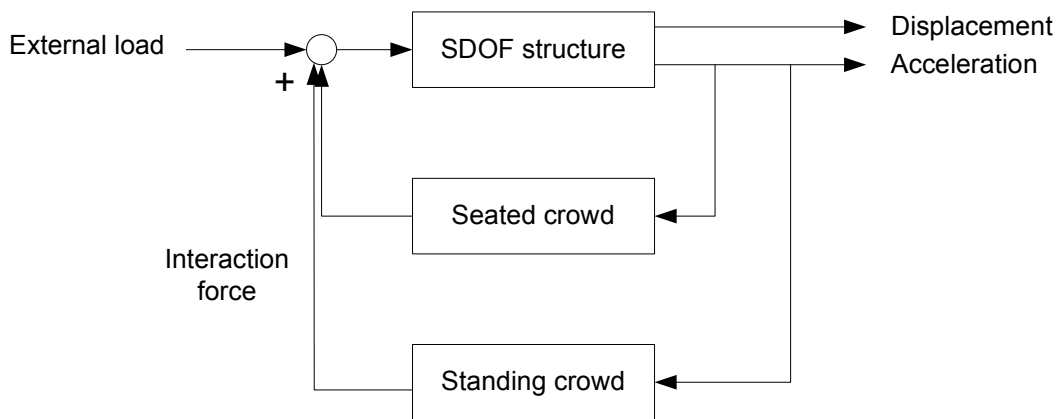 Displacement
External load
SDOF structure
Acceleration
+
Seated crowd
Interaction
force
Standing crowd